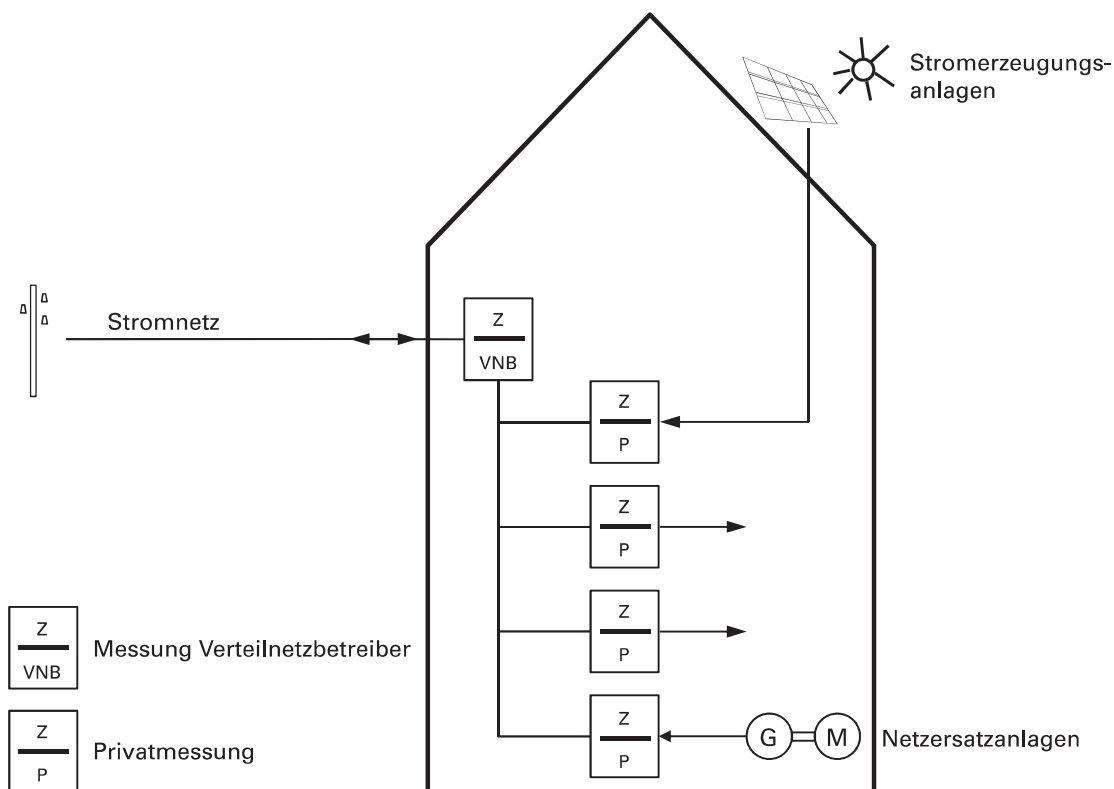 Stromerzeugungs-
anlagen
Stromnetz
Z
VNB
Z
P
Z
P
Z
P
Z
P
G
M
Netzersatzanlagen
Z
VNB
Messung Verteilnetzbetreiber
Z
P
Privatmessung